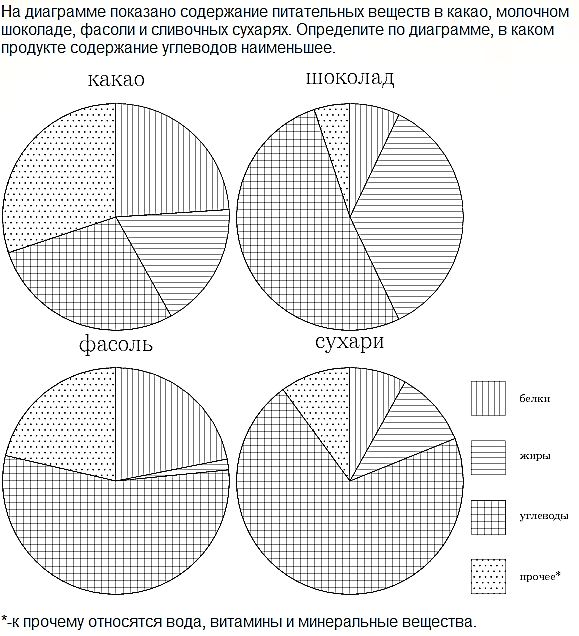 На диаграмме показано содержание питательных веществ в какао, молочном
шоколаде, фасоли и сливочных сухарях. Определите по диаграмме, в каком
продукте содержание углеводов наименьшее.
какао
шоколад
фасоль
сухари
белки
жиры
углеводы
прочее*
*-к прочему относятся вода, витамины и минеральные вещества.